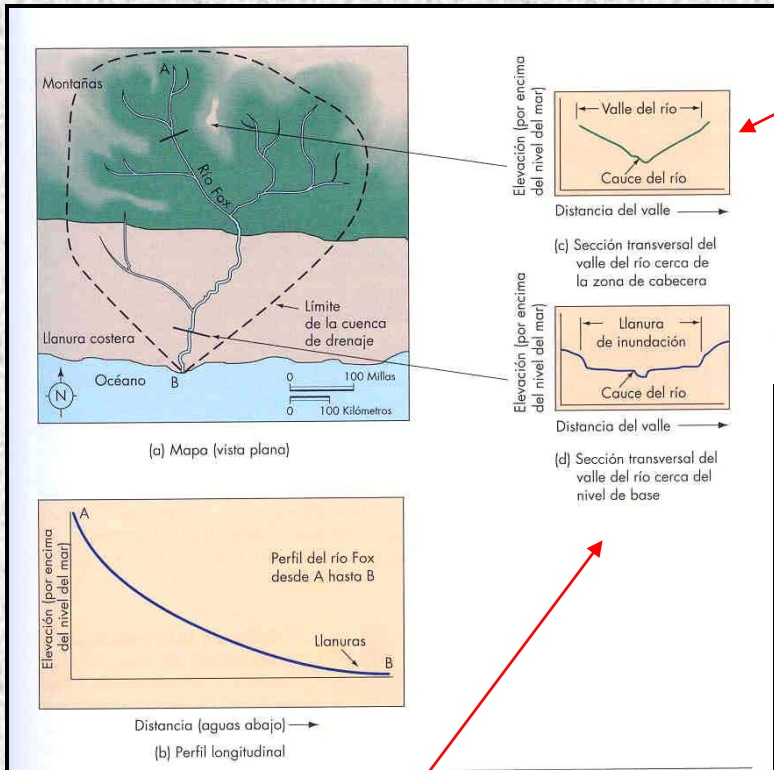 Montañas
A
Río Fox
Límite
de la cuenca
de drenaje
Llanura costera
Océano
B
N
0 100 Millas
0 100 Kilómetros
(a) Mapa (vista plana)
Elevación (por encima
del nivel del mar)
Valle del río
Cauce del río
Distancia del valle
(c) Sección transversal del
valle del río cerca de
la zona de cabecera
Elevación (por encima
del nivel del mar)
Llanura
de inundación
Cauce del río
Distancia del valle
(d) Sección transversal del
valle del río cerca del
nivel de base
Elevación (por encima
del nivel del mar)
A
Perfil del río Fox
desde A hasta B
Llanuras
B
Distancia (aguas abajo)
(b) Perfil longitudinal